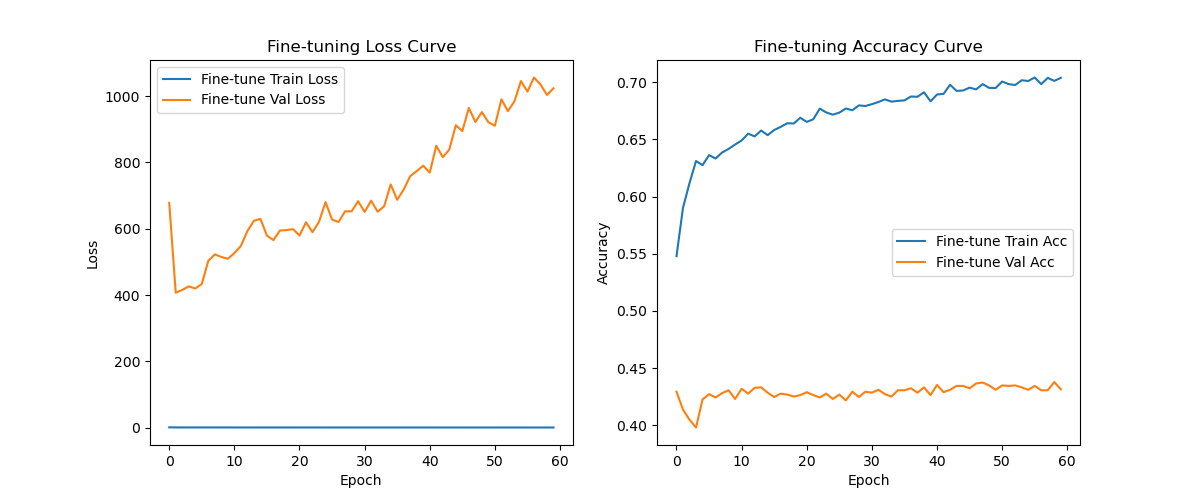 Fine-tuning Loss Curve
Fine-tune Train Loss
Fine-tune Val Loss
1000
800
600
400
200
0
Loss
0 10 20 30 40 50 60
Epoch
Fine-tuning Accuracy Curve
0.70
0.65
0.60
0.55
0.50
0.45
0.40
Accuracy
Fine-tune Train Acc
Fine-tune Val Acc
0 10 20 30 40 50 60
Epoch